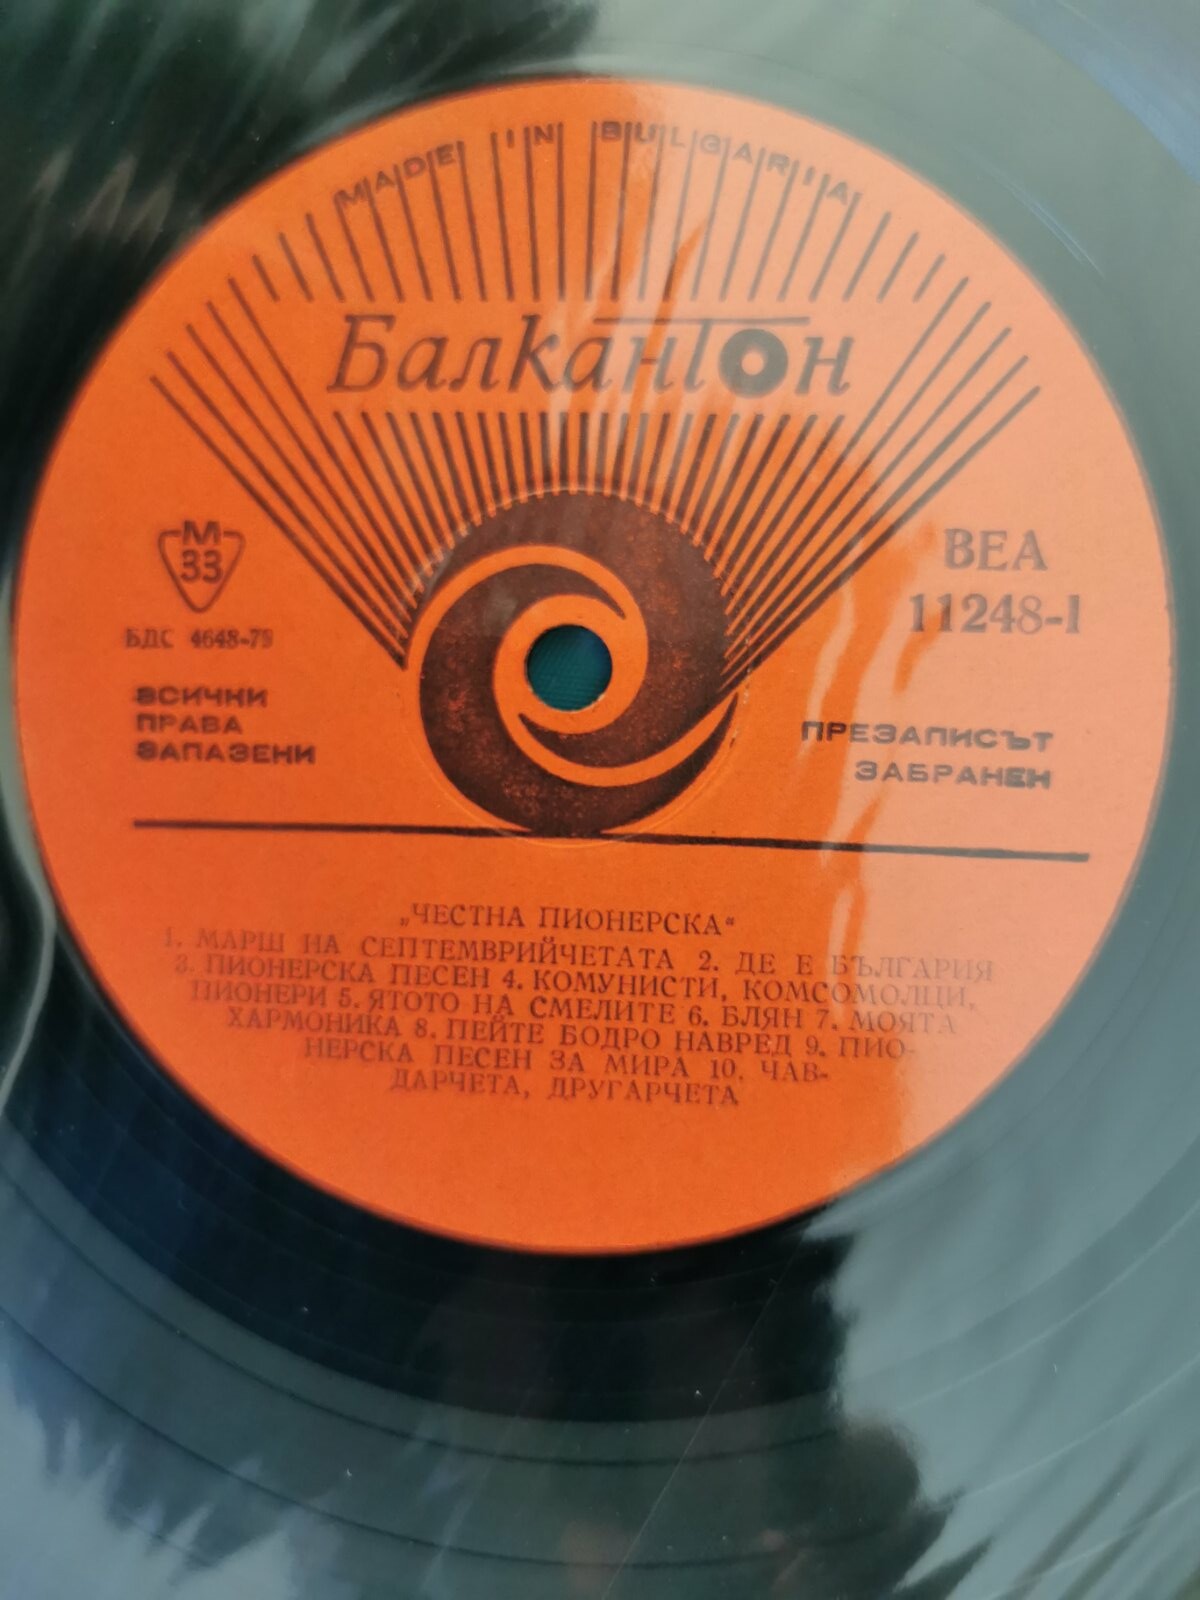 MADE IN BULGARIA
Балкантон
М
33
БДС 4648-75
ВСИЧКИ
ПРАВА
ЗАПАЗЕНИ
ВЕА
11248-I
ПРЕЗАПИСЪТ
ЗАБРАНЕН
„ЧЕСТНА ПИОНЕРСКА“
1. МАРШ НА СЕПТЕМВРИЙЧЕТАТА 2. ДЕ Е БЪЛГАРИЯ
3. ПИОНЕРСКА ПЕСЕН 4. КОМУНИСТИ, КОМСОМОЛЦИ,
ПИОНЕРИ 5. ЯТОТО НА СМЕЛИТЕ 6. БЛЯН 7. МОЯТА
ХАРМОНИКА 8. ПЕЙТЕ БОДРО НАВРЕД 9. ПИО-
НЕРСКА ПЕСЕН ЗА МИРА 10. ЧАВ-
ДАРЧЕТА, ДРУГАРЧЕТА